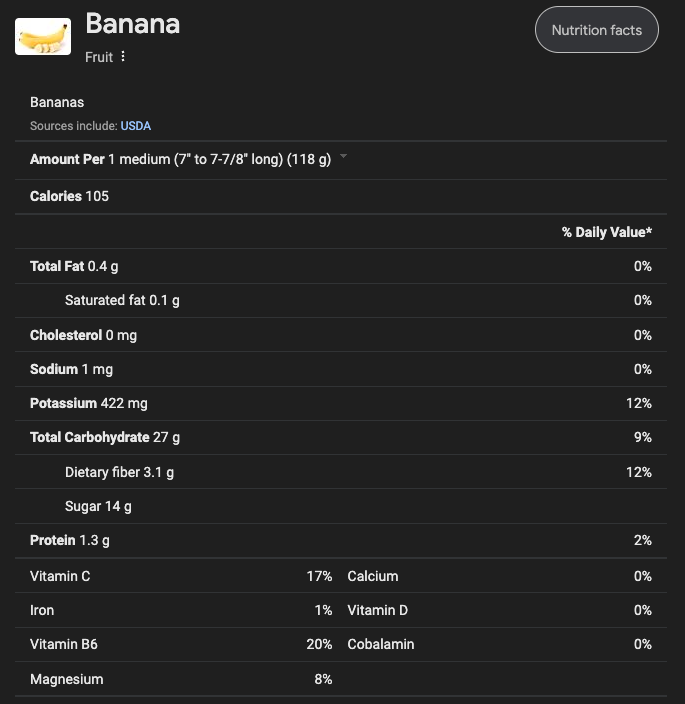 Banana
Nutrition facts
Fruit
Bananas
Sources include: USDA
Amount Per 1 medium (7" to 7-7/8" long) (118 g)
Calories 105
% Daily Value*
Total Fat 0.4 g 0%
Saturated fat 0.1 g 0%
Cholesterol 0 mg 0%
Sodium 1 mg 0%
Potassium 422 mg 12%
Total Carbohydrate 27 g 9%
Dietary fiber 3.1 g 12%
Sugar 14 g
Protein 1.3 g 2%
Vitamin C 17% Calcium 0%
Iron 1% Vitamin D 0%
Vitamin B6 20% Cobalamin 0%
Magnesium 8%